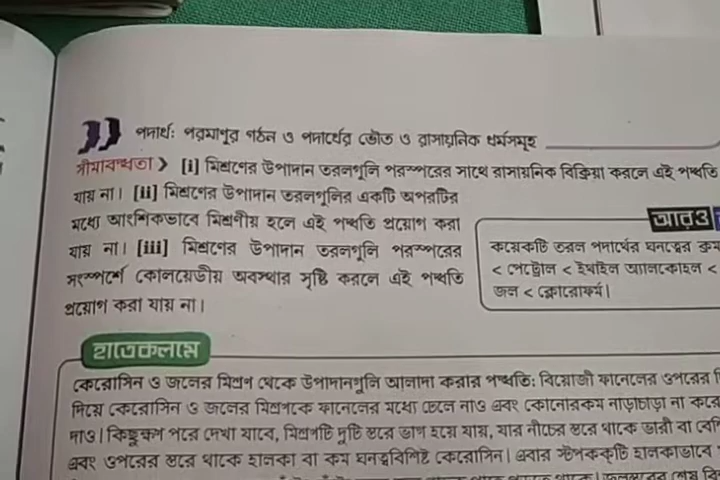 পদার্থ: পরমাণুর গঠন ও পদার্থের ভৌত ও রাসায়নিক ধর্মসমূহ
সীমাবদ্ধতা [i] মিশ্রণের উপাদান তরলগুলি পরস্পরের সাথে রাসায়নিক বিক্রিয়া করলে এই পদ্ধতি
যায় না। [ii] মিশ্রণের উপাদান তরলগুলির একটি অপরটির
মধ্যে আংশিকভাবে মিশ্রণীয় হলে এই পদ্ধতি প্রয়োগ করা
যায় না। [iii] মিশ্রণের উপাদান তরলগুলি পরস্পরের
সংস্পর্শে কোলয়েডীয় অবস্থার সৃষ্টি করলে এই পদ্ধতি
প্রয়োগ করা যায় না।
আরও
কয়েকটি তরল পদার্থের ঘনত্বের ক্রম
< পেট্রোল < ইথাইল অ্যালকোহল <
জল < ক্লোরোফর্ম।
হাতেকলমে
কেরোসিন ও জলের মিশ্রণ থেকে উপাদানগুলি আলাদা করার পদ্ধতি: বিয়োজী ফানেলের ওপরের
দিয়ে কেরোসিন ও জলের মিশ্রণকে ফানেলের মধ্যে ঢেলে নাও এবং কোনোরকম নাড়াচাড়া না করে
দাও। কিছুক্ষণ পরে দেখা যাবে, মিশ্রণটি দুটি স্তরে ভাগ হয়ে যায়, যার নীচের স্তরে থাকে ভারী বা বেশি
এবং ওপরের স্তরে থাকে হালকা বা কম ঘনত্ববিশিষ্ট কেরোসিন। এবার স্টপককটি হালকাভাবে